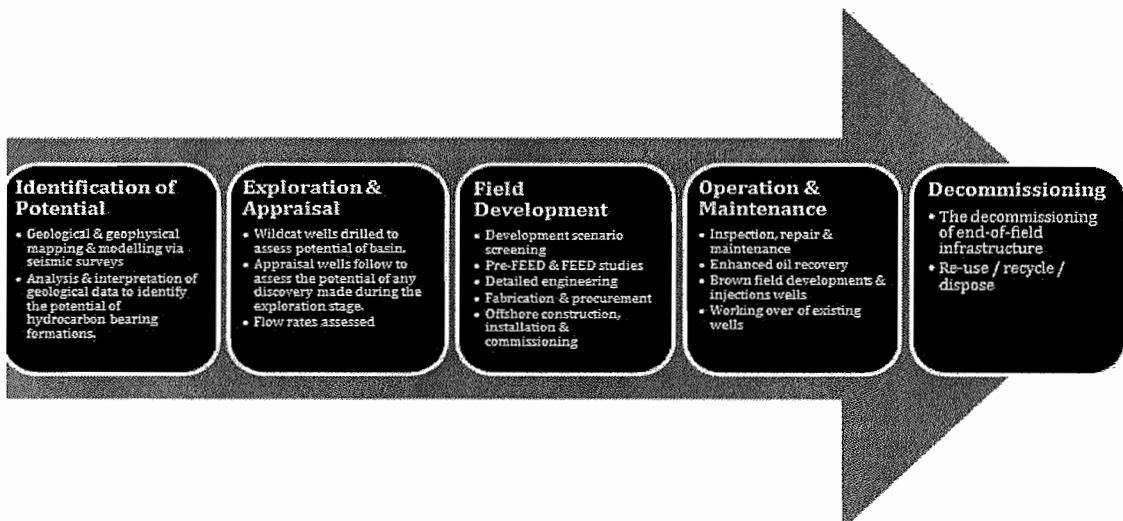 Identification of
Potential
• Geological & geophysical
mapping & modelling via
seismic surveys
• Analysis & interpretation of
geological data to identify
the potential of
hydrocarbon bearing
formations.
Exploration &
Appraisal
• Wildcat wells drilled to
assess potential of basin.
• Appraisal wells follow to
assess the potential of any
discovery made during the
exploration stage.
• Flow rates assessed
Field
Development
• Development scenario
screening
• Pre-FEED & FEED studies
• Detailed engineering
• Fabrication & procurement
• Offshore construction,
installation &
commissioning
Operation &
Maintenance
• Inspection, repair &
maintenance
• Enhanced oil recovery
• Brown field developments &
injections wells
• Working over of existing
wells
Decommissioning
• The decommissioning
of end-of-field
infrastructure
• Re-use / recycle /
dispose